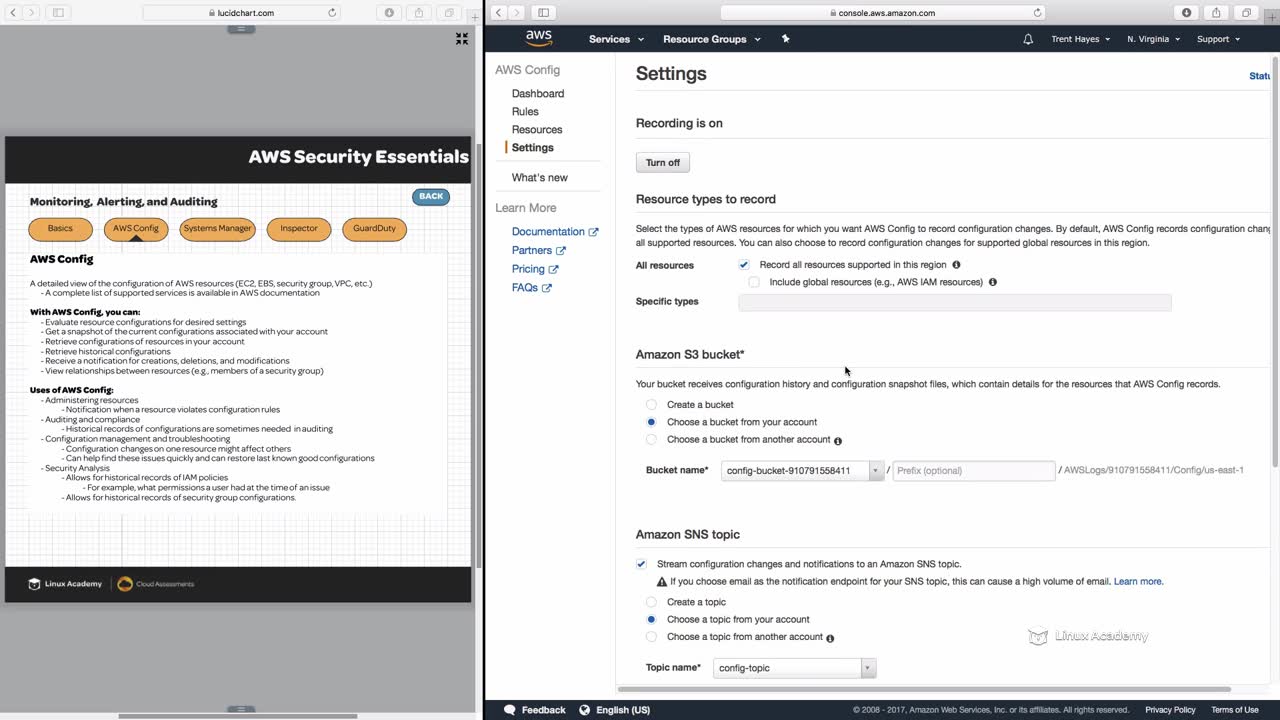 lucidchart.com
AWS Security Essentials
BACK
Monitoring, Alerting, and Auditing
Basics
AWS Config
Systems Manager
Inspector
GuardDuty
AWS Config
A detailed view of the configuration of AWS resources (EC2, EBS, security group, VPC, etc.)
- A complete list of supported services is available in AWS documentation
With AWS Config, you can:
- Evaluate resource configurations for desired settings
- Get a snapshot of the current configurations associated with your account
- Retrieve configurations of resources in your account
- Retrieve historical configurations
- Receive a notification for creations, deletions, and modifications
- View relationships between resources (e.g., members of a security group)
Uses of AWS Config:
- Administering resources
- Notification when a resource violates configuration rules
- Auditing and compliance
- Historical records of configurations are sometimes needed in auditing
- Configuration management and troubleshooting
- Configuration changes on one resource might affect others
- Can help find these issues quickly and can restore last known good configurations
- Security Analysis
- Allows for historical records of IAM policies
- For example, what permissions a user had at the time of an issue
- Allows for historical records of security group configurations.
Linux Academy
Cloud Assessments
console.aws.amazon.com
aws
Services
Resource Groups
Trent Hayes
N. Virginia
Support
AWS Config
Dashboard
Rules
Resources
Settings
What's new
Learn More
Documentation
Partners
Pricing
FAQs
Settings
Statu
Recording is on
Turn off
Resource types to record
Select the types of AWS resources for which you want AWS Config to record configuration changes. By default, AWS Config records configuration chang
all supported resources. You can also choose to record configuration changes for supported global resources in this region.
All resources
Record all resources supported in this region
Include global resources (e.g., AWS IAM resources)
Specific types
Amazon S3 bucket*
Your bucket receives configuration history and configuration snapshot files, which contain details for the resources that AWS Config records.
Create a bucket
Choose a bucket from your account
Choose a bucket from another account
Bucket name* config-bucket-910791558411 / Prefix (optional) / AWSLogs/910791558411/Config/us-east-1
Amazon SNS topic
Stream configuration changes and notifications to an Amazon SNS topic.
If you choose email as the notification endpoint for your SNS topic, this can cause a high volume of email. Learn more.
Create a topic
Choose a topic from your account
Choose a topic from another account
Linux Academy
Topic name* config-topic
Feedback
English (US)
© 2008 - 2017, Amazon Web Services, Inc. or its affiliates. All rights reserved.
Privacy Policy
Terms of Use